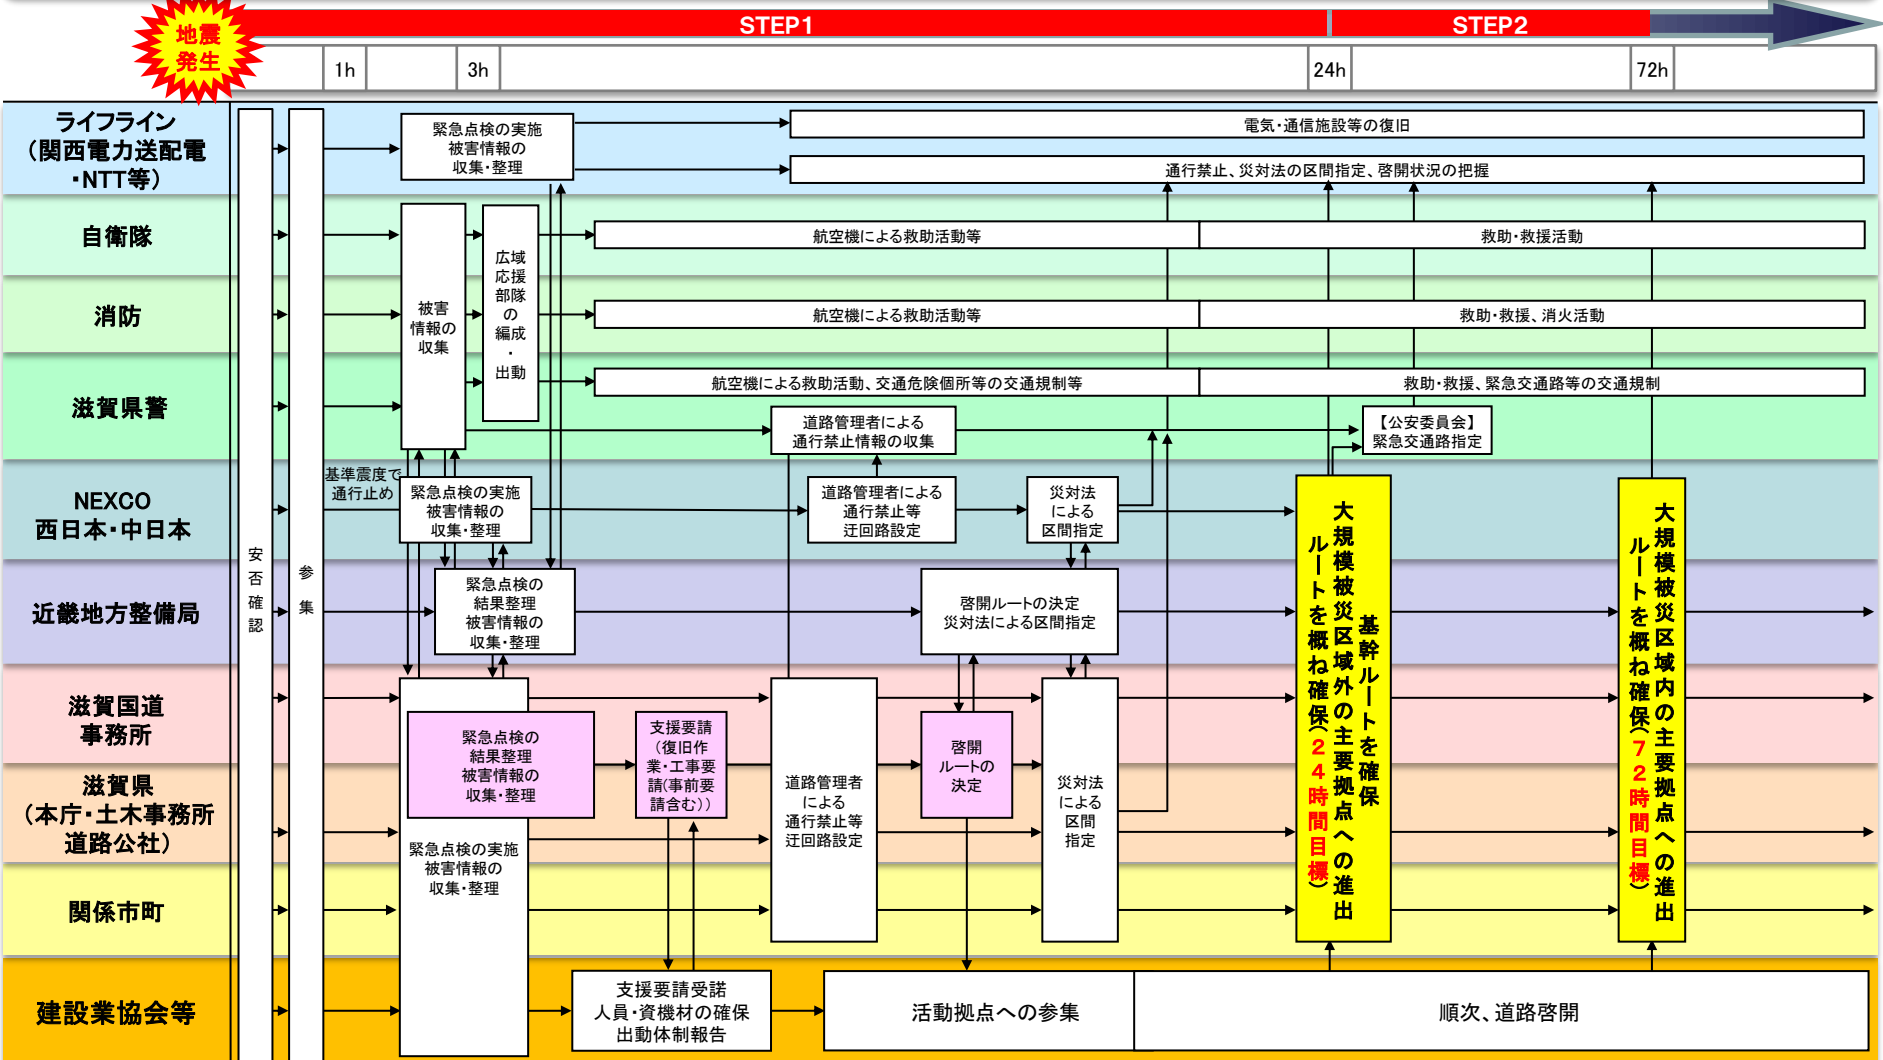 地震
発生
STEP1
STEP2
1h
3h
24h
72h
ライフライン
（関西電力送配電
・NTT等）
緊急点検の実施
被害情報の
収集・整理
電気・通信施設等の復旧
通行禁止、災対法の区間指定、啓開状況の把握
自衛隊
消防
滋賀県警
被害
情報の
収集
広域
応援
部隊
の
編成
・
出動
航空機による救助活動等
救助・救援活動
航空機による救助活動等
救助・救援、消火活動
航空機による救助活動、交通危険個所等の交通規制等
救助・救援、緊急交通路等の交通規制
道路管理者による
通行禁止情報の収集
【公安委員会】
緊急交通路指定
NEXCO
西日本・中日本
基準震度で
通行止め
緊急点検の実施
被害情報の
収集・整理
道路管理者による
通行禁止等
迂回路設定
災対法
による
区間指定
安否確認
参集
近畿地方整備局
緊急点検の
結果整理
被害情報の
収集・整理
啓開ルートの決定
災対法による区間指定
滋賀国道
事務所
緊急点検の
結果整理
被害情報の
収集・整理
支援要請
（復旧作
業・工事要
請(事前要
請含む））
啓開
ルートの
決定
滋賀県
（本庁・土木事務所
道路公社）
緊急点検の実施
被害情報の
収集・整理
道路管理者
による
通行禁止等
迂回路設定
災対法
による
区間
指定
関係市町
基幹ルートを確保
大規模被災区域外の主要拠点への進出
ルートを概ね確保（２４時間目標）
大規模被災区域内の主要拠点への進出
ルートを概ね確保（７２時間目標）
建設業協会等
支援要請受諾
人員・資機材の確保
出動体制報告
活動拠点への参集
順次、道路啓開